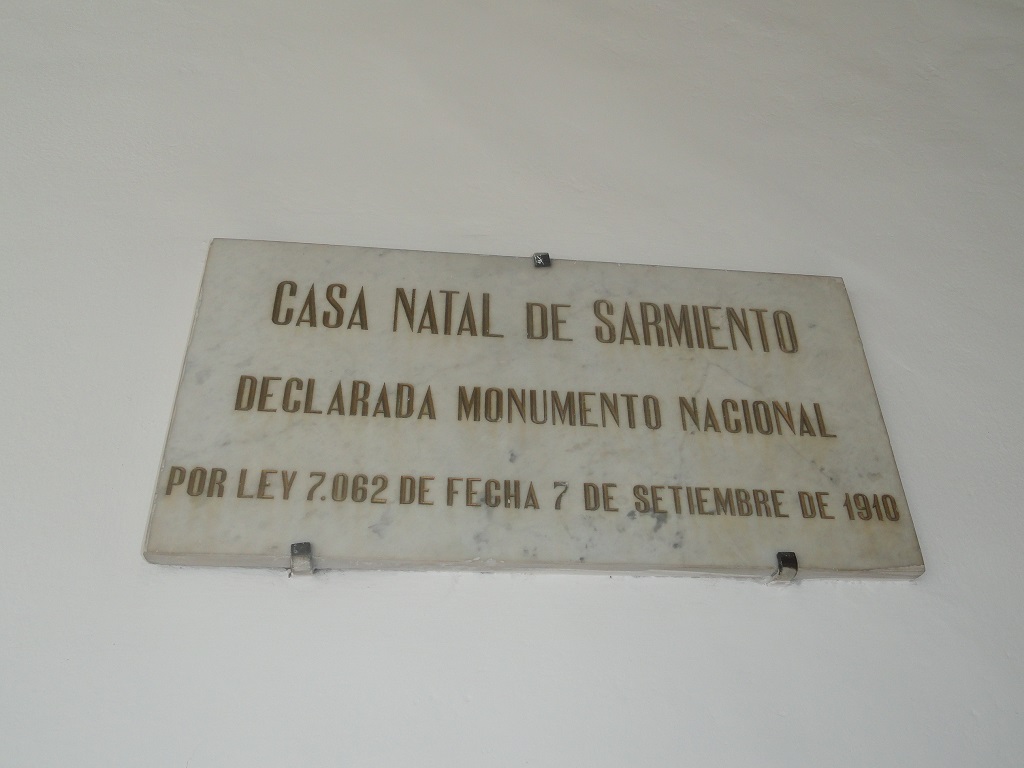 CASA NATAL DE SARMIENTO
DECLARADA MONUMENTO NACIONAL
POR LEY 7.062 DE FECHA 7 DE SETIEMBRE DE 1910